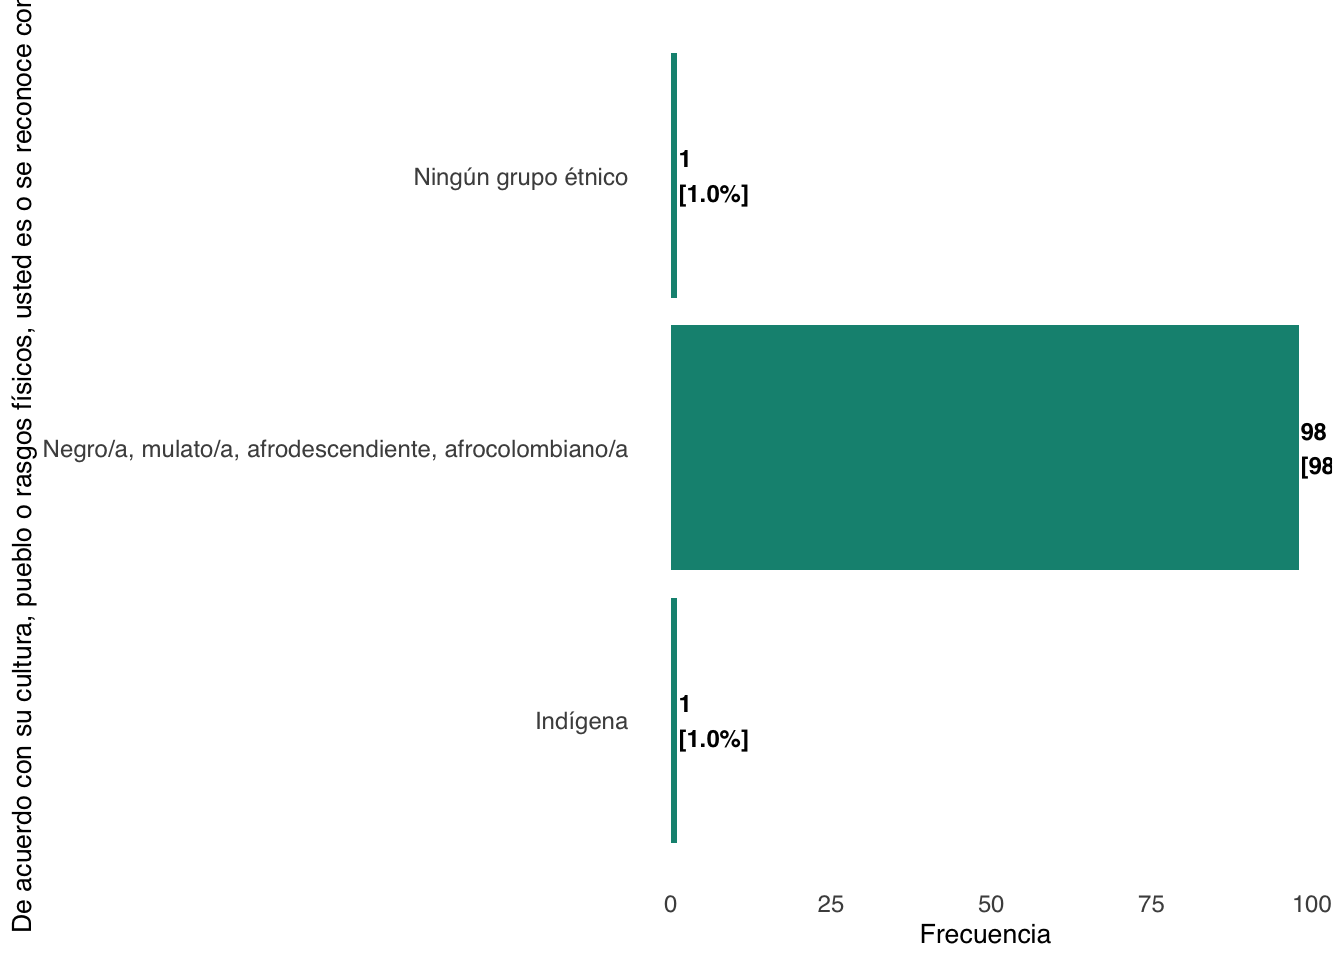 De acuerdo con su cultura, pueblo o rasgos físicos, usted es o se reconoce
Ningún grupo étnico
1
[1.0%]
Negro/a, mulato/a, afrodescendiente, afrocolombiano/a
98
[98
Indígena
1
[1.0%]
0 25 50 75 100
Frecuencia